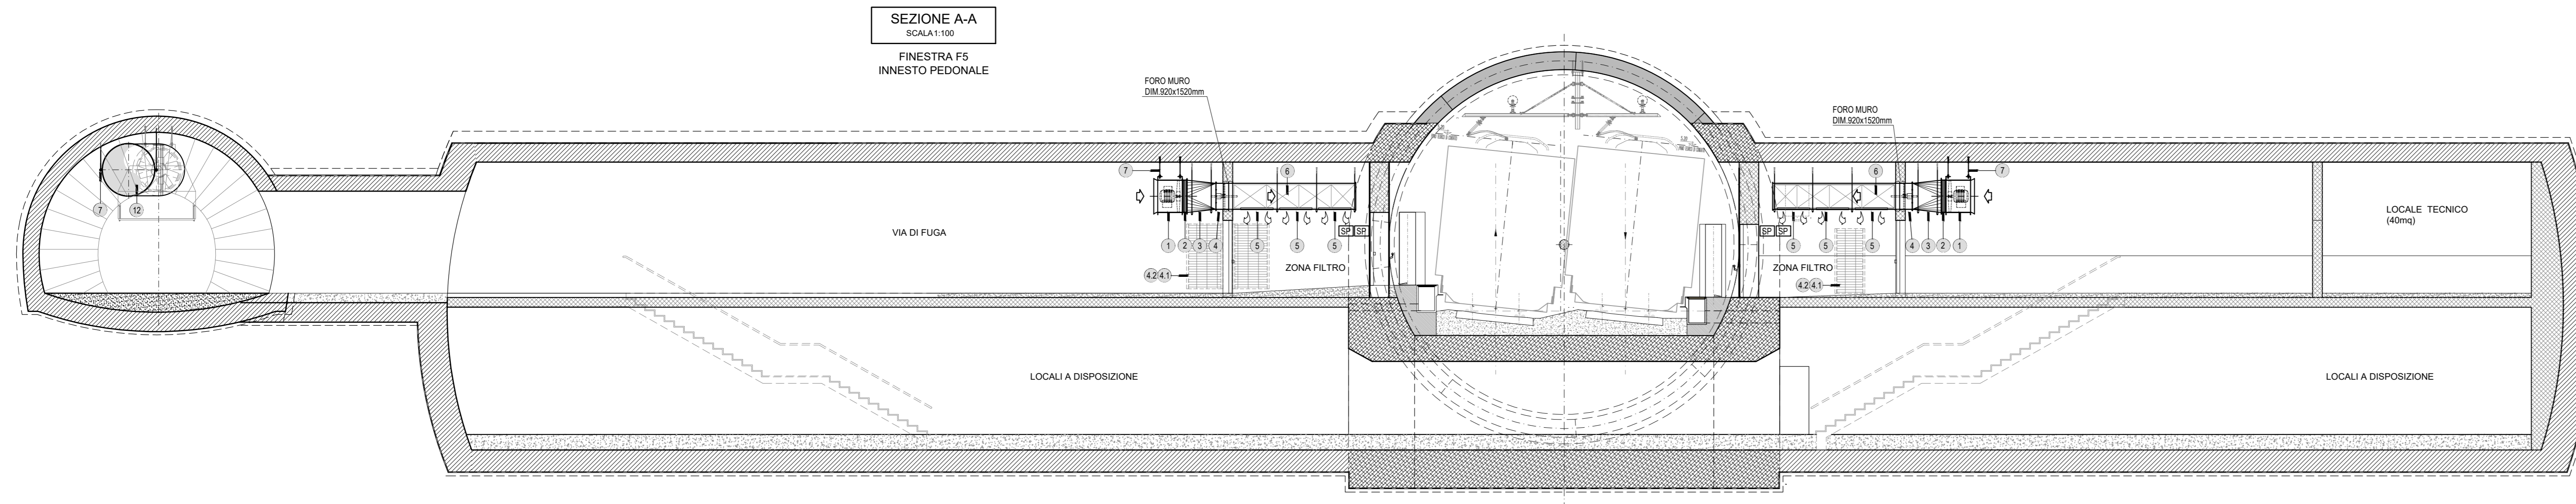 SEZIONE A-A
SCALA1:100
FINESTRA F5
INNESTO PEDONALE
FORO MURO
DIM.920x1520mm
FORO MURO
DIM.920x1520mm
7
6
6
7
7
12
VIA DI FUGA
LOCALE TECNICO
(40mq)
1
2
3
4
5
5
5
SP
SP
SP
SP
5
5
5
4
3
2
1
4.2
4.1
ZONA FILTRO
ZONA FILTRO
4.2
4.1
LOCALI A DISPOSIZIONE
LOCALI A DISPOSIZIONE